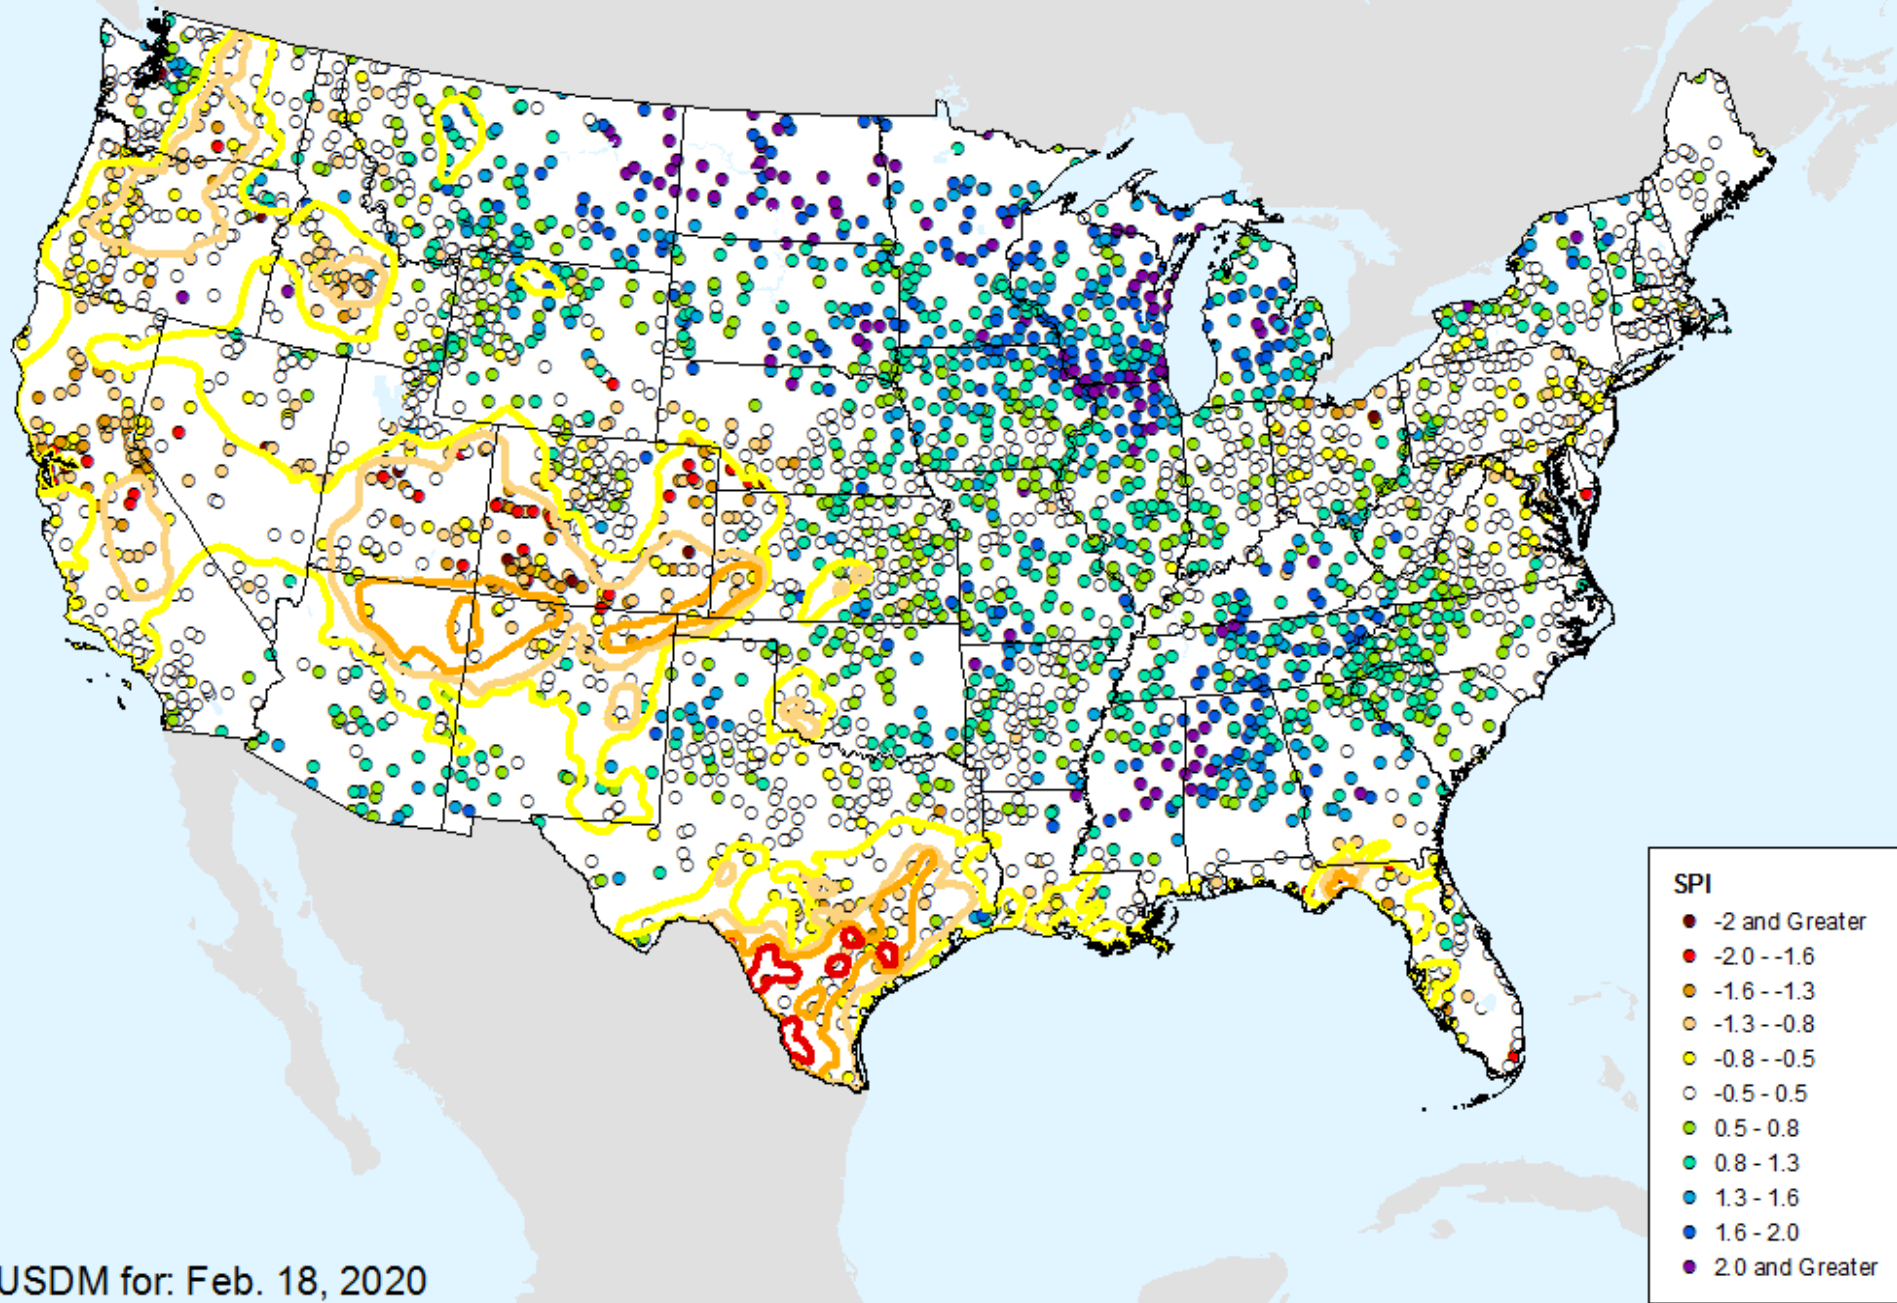 SPI
-2 and Greater
-2.0 - -1.6
-1.6 - -1.3
-1.3 - -0.8
-0.8 - -0.5
-0.5 - 0.5
0.5 - 0.8
0.8 - 1.3
1.3 - 1.6
1.6 - 2.0
2.0 and Greater
USDM for: Feb. 18, 2020